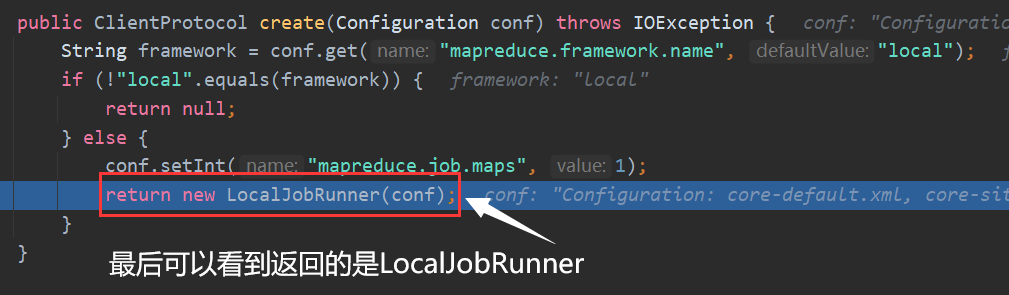 public ClientProtocol create(Configuration conf) throws IOException {  conf: "Configuratio
String framework = conf.get( name: "mapreduce.framework.name",  defaultValue: "local");
if (!"local".equals(framework)) {  framework: "local"
return null;
} else {
conf.setInt( name: "mapreduce.job.maps",  value: 1);
return new LocalJobRunner(conf);  conf: "Configuration: core-default.xml, core-sit
}
}
最后可以看到返回的是LocalJobRunner